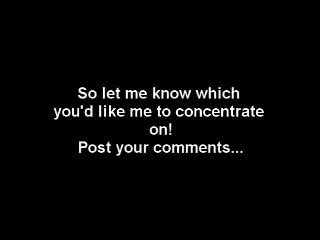 So let me know which
you'd like me to concentrate
on!
Post your comments...